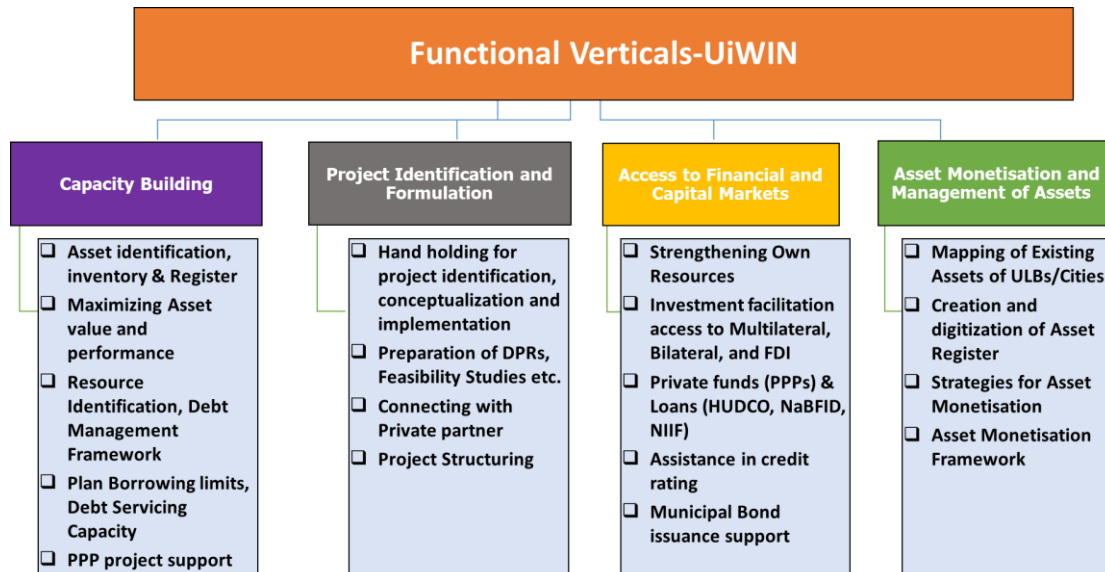 Functional Verticals-UiWIN
Capacity Building
❑ Asset identification,
inventory & Register
❑ Maximizing Asset
value and
performance
❑ Resource
Identification, Debt
Management
Framework
❑ Plan Borrowing limits,
Debt Servicing
Capacity
❑ PPP project support
Project Identification and
Formulation
❑ Hand holding for
project identification,
conceptualization and
implementation
❑ Preparation of DPRs,
Feasibility Studies etc.
❑ Connecting with
Private partner
❑ Project Structuring
Access to Financial and
Capital Markets
❑ Strengthening Own
Resources
❑ Investment facilitation
access to Multilateral,
Bilateral, and FDI
❑ Private funds (PPPs) &
Loans (HUDCO, NaBFID,
NIIF)
❑ Assistance in credit
rating
❑ Municipal Bond
issuance support
Asset Monetisation and
Management of Assets
❑ Mapping of Existing
Assets of ULBs/Cities
❑ Creation and
digitization of Asset
Register
❑ Strategies for Asset
Monetisation
❑ Asset Monetisation
Framework